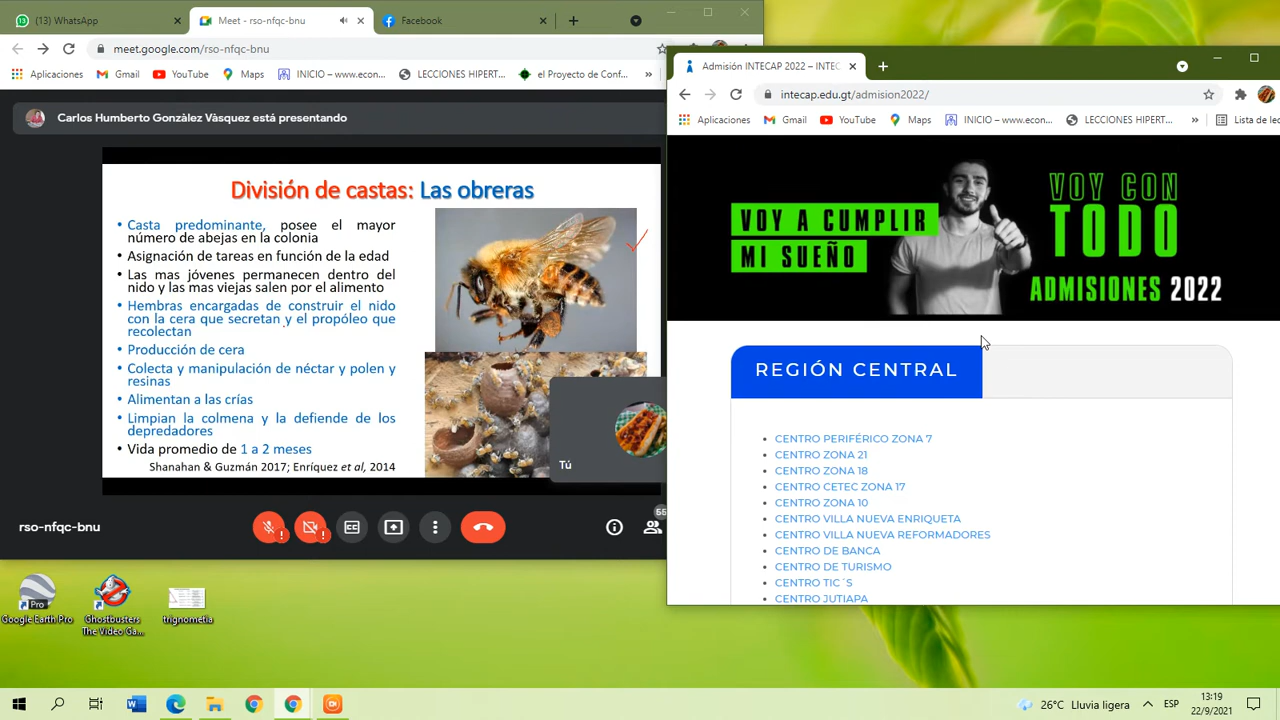 (13) WhatsApp
Meet - rso-nfqc-bnu
Facebook
meet.google.com/rso-nfqc-bnu
Aplicaciones
Gmail
YouTube
Maps
INICIO – www.econ...
LECCIONES HIPERT...
el Proyecto de Conf...
»
Carlos Humberto Gonzàlez Vàsquez está presentando
División de castas: Las obreras
• Casta predominante, posee el mayor
número de abejas en la colonia
• Asignación de tareas en función de la edad
• Las mas jóvenes permanecen dentro del
nido y las mas viejas salen por el alimento
• Hembras encargadas de construir el nido
con la cera que secretan y el propóleo que
recolectan
• Producción de cera
• Colecta y manipulación de néctar y polen y
resinas
• Alimentan a las crías
• Limpian la colmena y la defiende de los
depredadores
• Vida promedio de 1 a 2 meses
Shanahan & Guzmán 2017; Enríquez et al, 2014
Tú
rso-nfqc-bnu
55
Admisión INTECAP 2022 – INTEC
intecap.edu.gt/admision2022/
Aplicaciones
Gmail
YouTube
Maps
INICIO – www.econ...
LECCIONES HIPERT...
»
Lista de lec
VOY A CUMPLIR
MI SUEÑO
VOY CON
TODO
ADMISIONES 2022
REGIÓN CENTRAL
• CENTRO PERIFÉRICO ZONA 7
• CENTRO ZONA 21
• CENTRO ZONA 18
• CENTRO CETEC ZONA 17
• CENTRO ZONA 10
• CENTRO VILLA NUEVA ENRIQUETA
• CENTRO VILLA NUEVA REFORMADORES
• CENTRO DE BANCA
• CENTRO DE TURISMO
• CENTRO TIC´S
• CENTRO JUTIAPA
Pro
Google Earth Pro
Ghostbusters
The Video Ga...
trignometia
26°C Lluvia ligera
ESP
13:19
22/9/2021